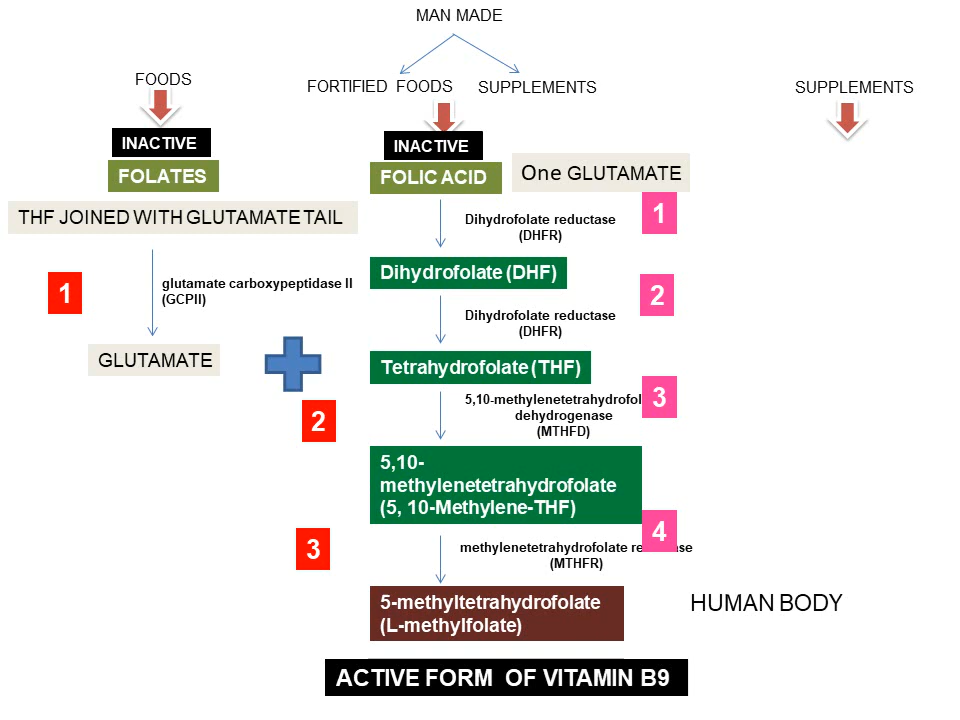 MAN MADE
FOODS
FORTIFIED FOODS
SUPPLEMENTS
SUPPLEMENTS
INACTIVE
FOLATES
THF JOINED WITH GLUTAMATE TAIL
1
glutamate carboxypeptidase II
(GCPII)
GLUTAMATE
INACTIVE
FOLIC ACID
One GLUTAMATE
1
Dihydrofolate reductase
(DHFR)
Dihydrofolate (DHF)
2
Dihydrofolate reductase
(DHFR)
Tetrahydrofolate (THF)
2
3
5,10-methylenetetrahydrofol
dehydrogenase
(MTHFD)
5,10-
methylenetetrahydrofolate
(5, 10-Methylene-THF)
3
4
methylenetetrahydrofolate
(MTHFR)
5-methyltetrahydrofolate
(L-methylfolate)
HUMAN BODY
ACTIVE FORM OF VITAMIN B9